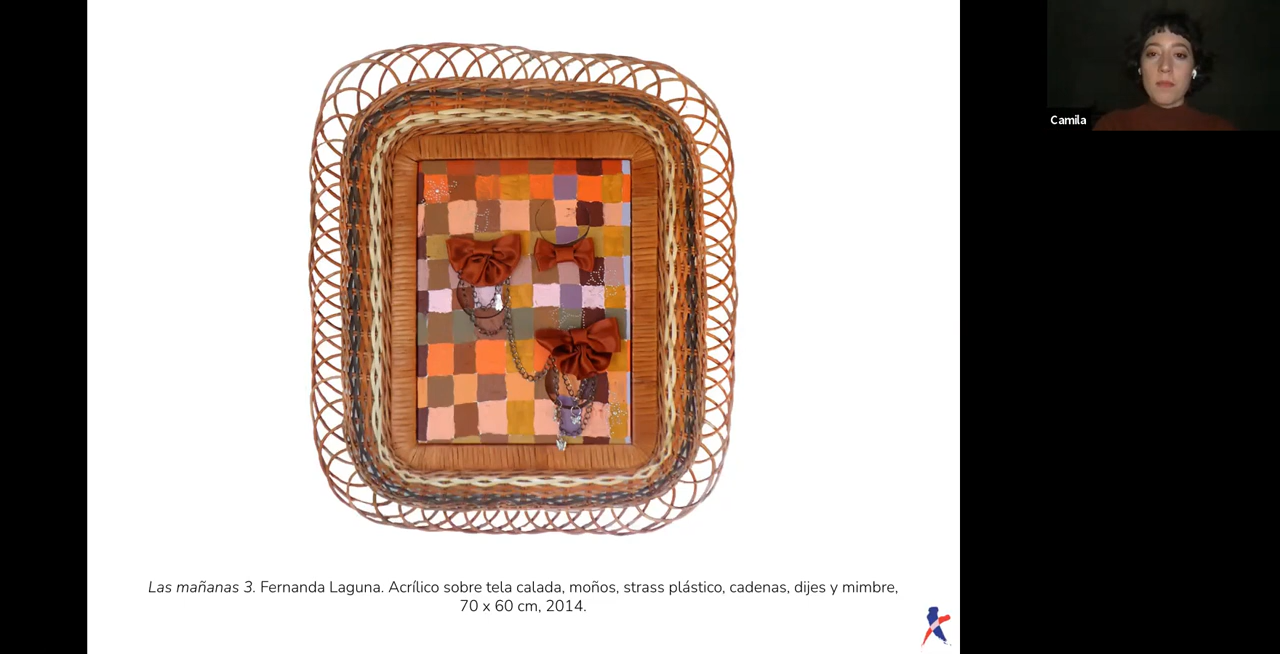 Camila
Las mañanas 3. Fernanda Laguna. Acrílico sobre tela calada, moños, strass plástico, cadenas, dijes y mimbre,
70 x 60 cm, 2014.